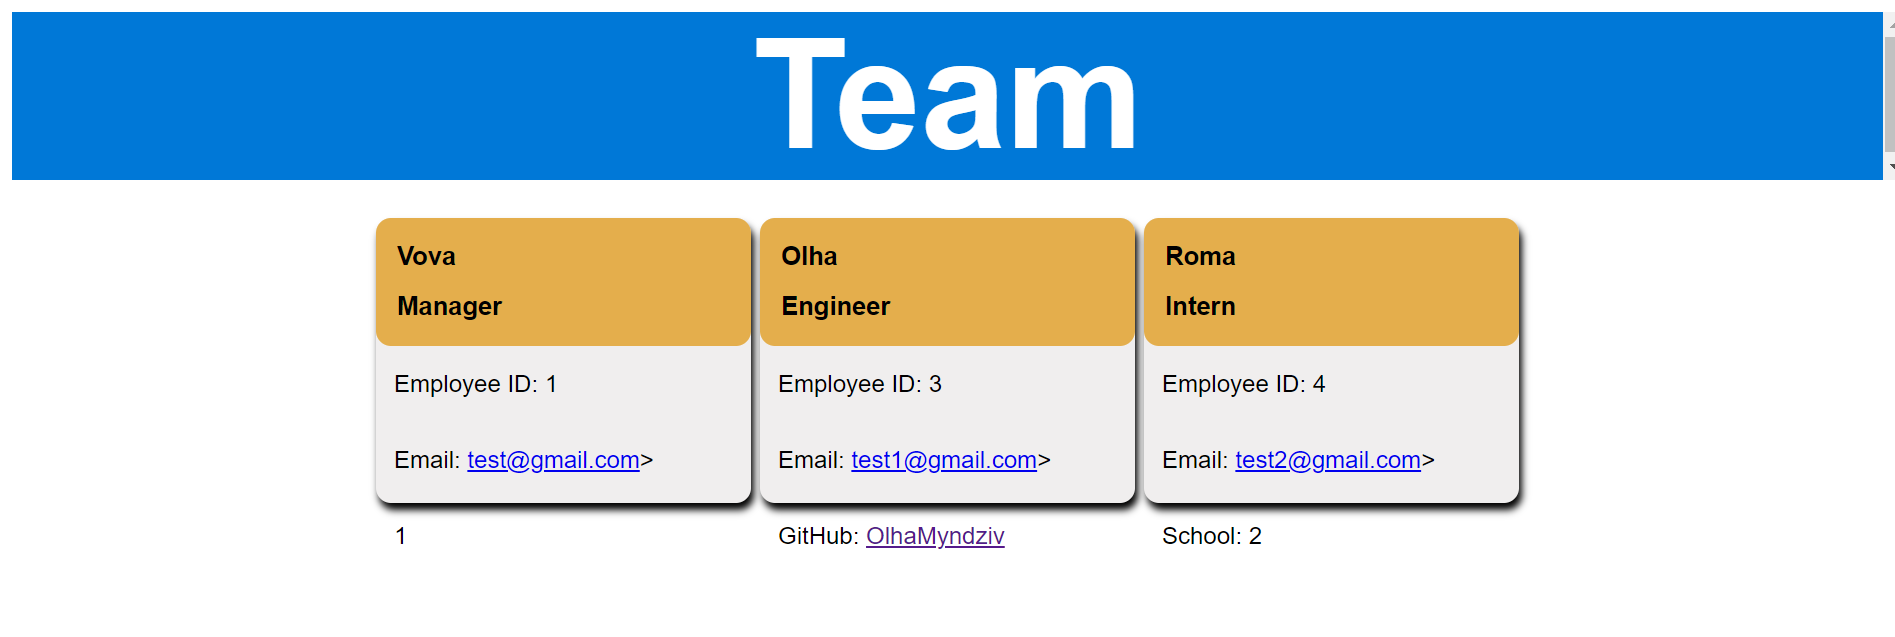 Team
Vova
Manager
Employee ID: 1
Email: test@gmail.com>
1
Olha
Engineer
Employee ID: 3
Email: test1@gmail.com>
GitHub: OlhaMyndziv
Roma
Intern
Employee ID: 4
Email: test2@gmail.com>
School: 2